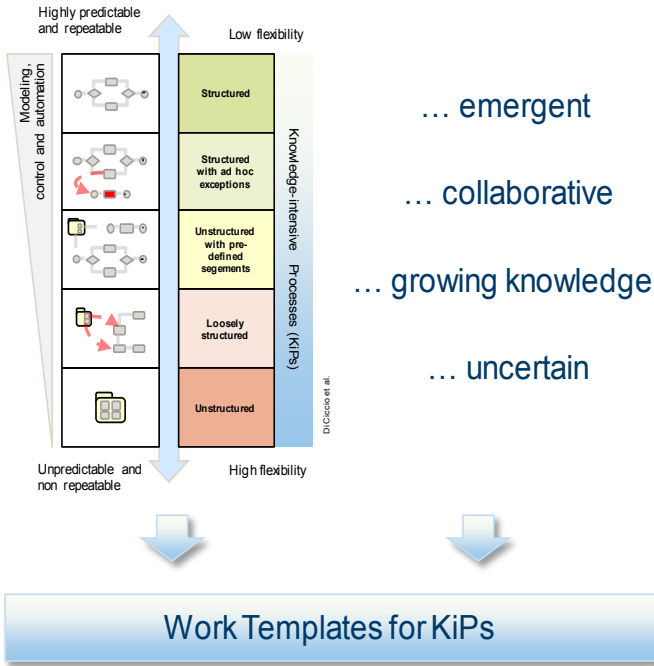 Highly predictable
and repeatable
Low flexibility
Modeling,
control and automation
Structured
Structured
with ad hoc
exceptions
Unstructured
with pre-
defined
segements
Loosely
structured
Unstructured
Knowledge-intensive Processes (KiPs)
DiCiccio et al.
Unpredictable and
non repeatable
High flexibility
… emergent
… collaborative
… growing knowledge
… uncertain
Work Templates for KiPs